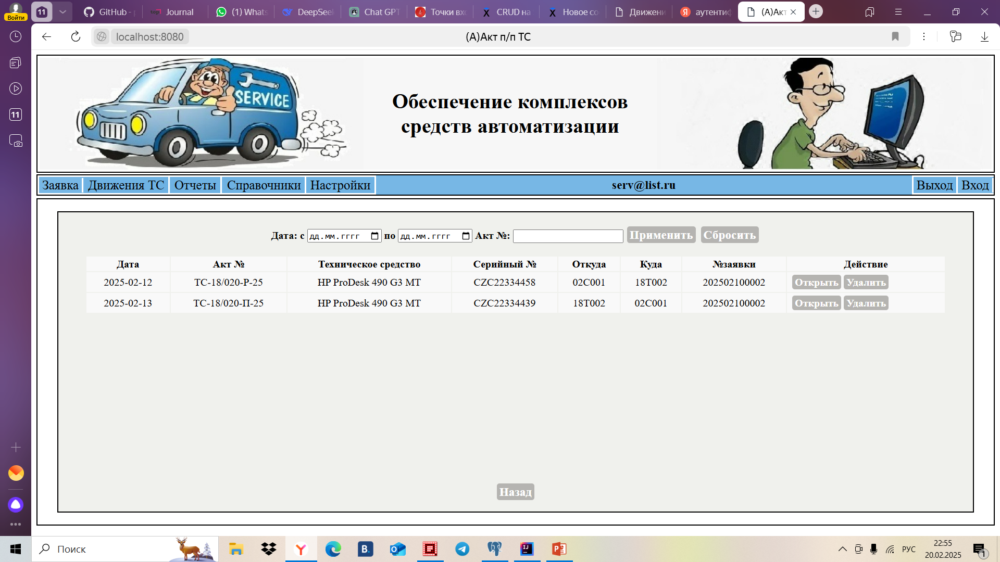 Войти
11
GitHub -
Journal
(1) Whats
DeepSeek
Chat GPT
Точки вхо
CRUD на
Новое со
Движени
аутентиф
(А)Акт
localhost:8080
(А)Акт п/п ТС
11
SERVICE
Обеспечение комплексов
средств автоматизации
Заявка Движения ТС Отчеты Справочники Настройки serv@list.ru Выход Вход
Дата: с дд.мм.гггг по дд.мм.гггг Акт №: Применить Сбросить
Дата Акт № Техническое средство Серийный № Откуда Куда №заявки Действие
2025-02-12 ТС-18/020-Р-25 HP ProDesk 490 G3 MT CZC22334458 02С001 18Т002 202502100002 Открыть Удалить
2025-02-13 ТС-18/020-П-25 HP ProDesk 490 G3 MT CZC22334439 18Т002 02С001 202502100002 Открыть Удалить
Назад
Поиск
B.
IJ
РУС
22:55
20.02.2025
1